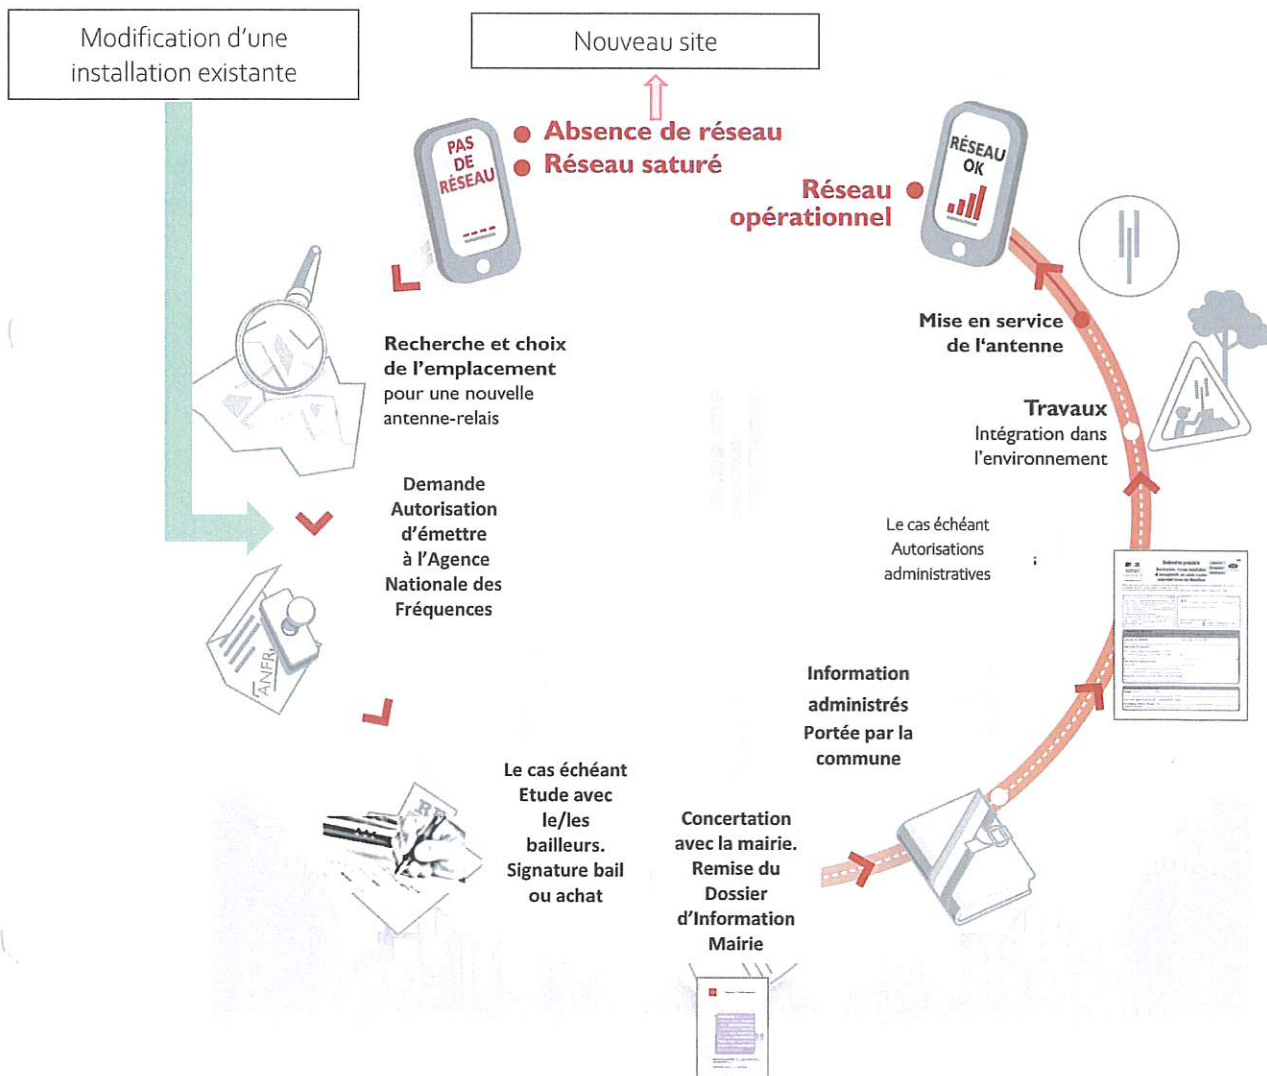 Modification d'une
installation existante
Nouveau site
PAS
DE
RÉSEAU
Absence de réseau
Réseau saturé
RÉSEAU
OK
Réseau
opérationnel
Recherche et choix
de l'emplacement
pour une nouvelle
antenne-relais
Demande
Autorisation
d'émettre
à l'Agence
Nationale des
Fréquences
ANFR
Le cas échéant
Etude avec
le/les
bailleurs.
Signature bail
ou achat
Concertation
avec la mairie.
Remise du
Dossier
d'Information
Mairie
Information
administrés
Portée par la
commune
Le cas échéant
Autorisations
administratives
;
Travaux
Intégration dans
l'environnement
Mise en service
de l'antenne